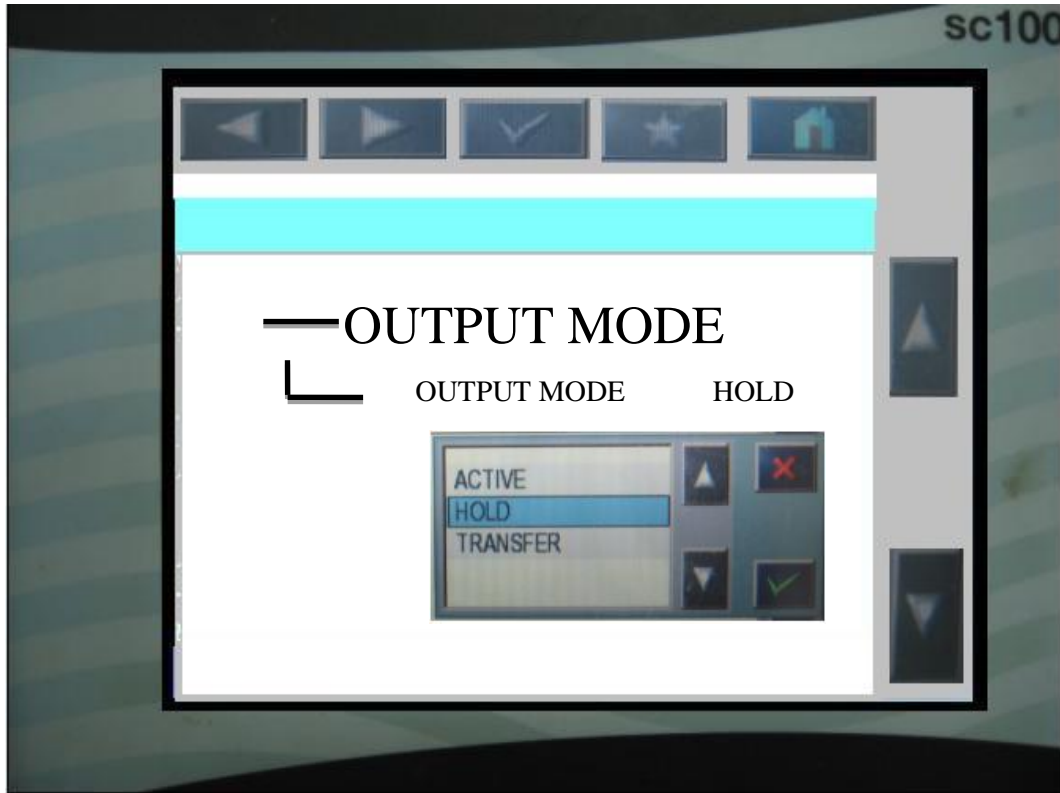 sc100
OUTPUT MODE
OUTPUT MODE HOLD
ACTIVE
HOLD
TRANSFER